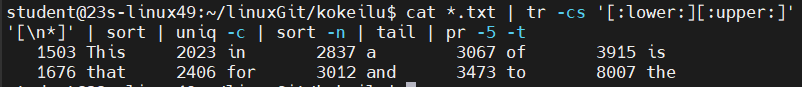 student@23s-linux49:~/linuxGit/kokeilu$ cat *.txt | tr -cs '[:lower:][:upper:]'
'[\n*]' | sort | uniq -c | sort -n | tail | pr -5 -t
1503 This 2023 in 2837 a 3067 of 3915 is
1676 that 2406 for 3012 and 3473 to 8007 the